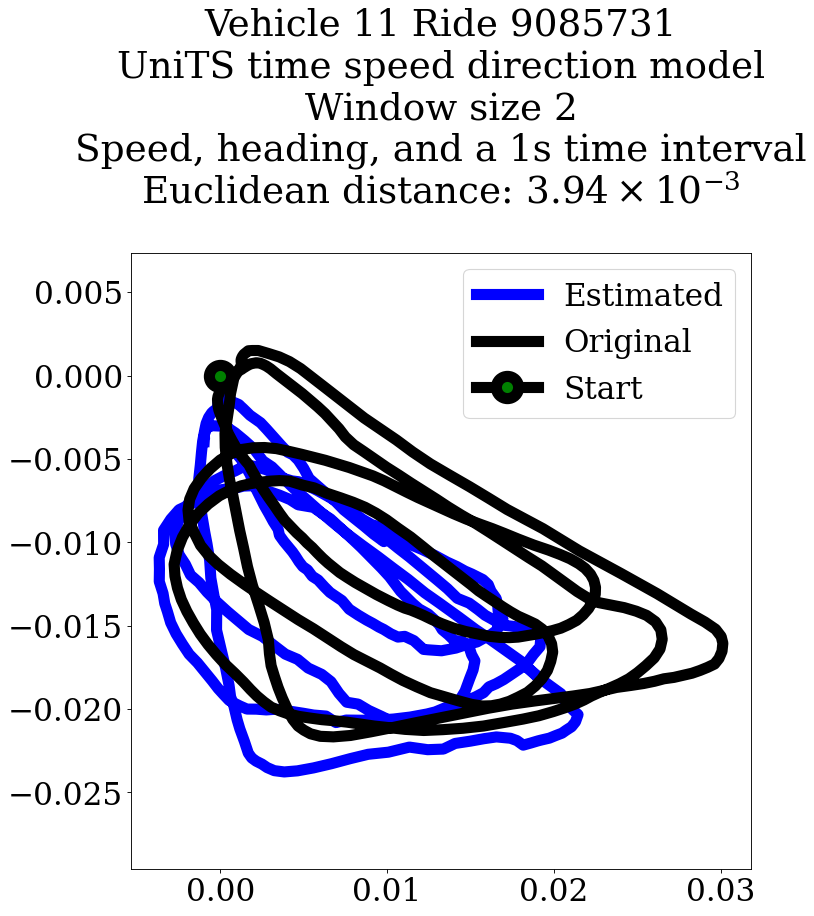 Vehicle 11 Ride 9085731
UniTS time speed direction model
Window size 2
Speed, heading, and a 1s time interval
Euclidean distance: 3.94 × 10⁻³
Estimated
Original
Start
0.005
0.000
−0.005
−0.010
−0.015
−0.020
−0.025
0.00 0.01 0.02 0.03